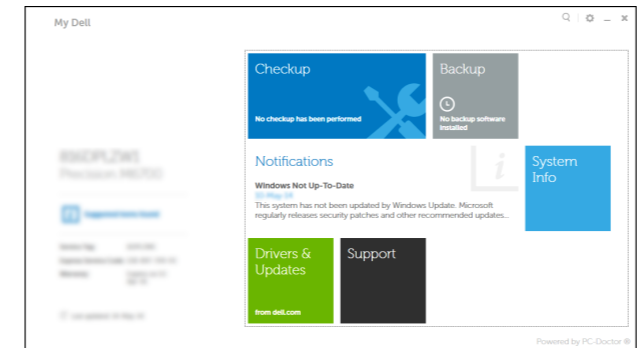 My Dell
Checkup
No checkup has been performed
Backup
No backup software
installed
Notifications
Windows Not Up-To-Date
This system has not been updated by Windows Update. Microsoft
regularly releases security patches and other recommended updates...
System
Info
Drivers &
Updates
from dell.com
Support
Powered by PC-Doctor ®